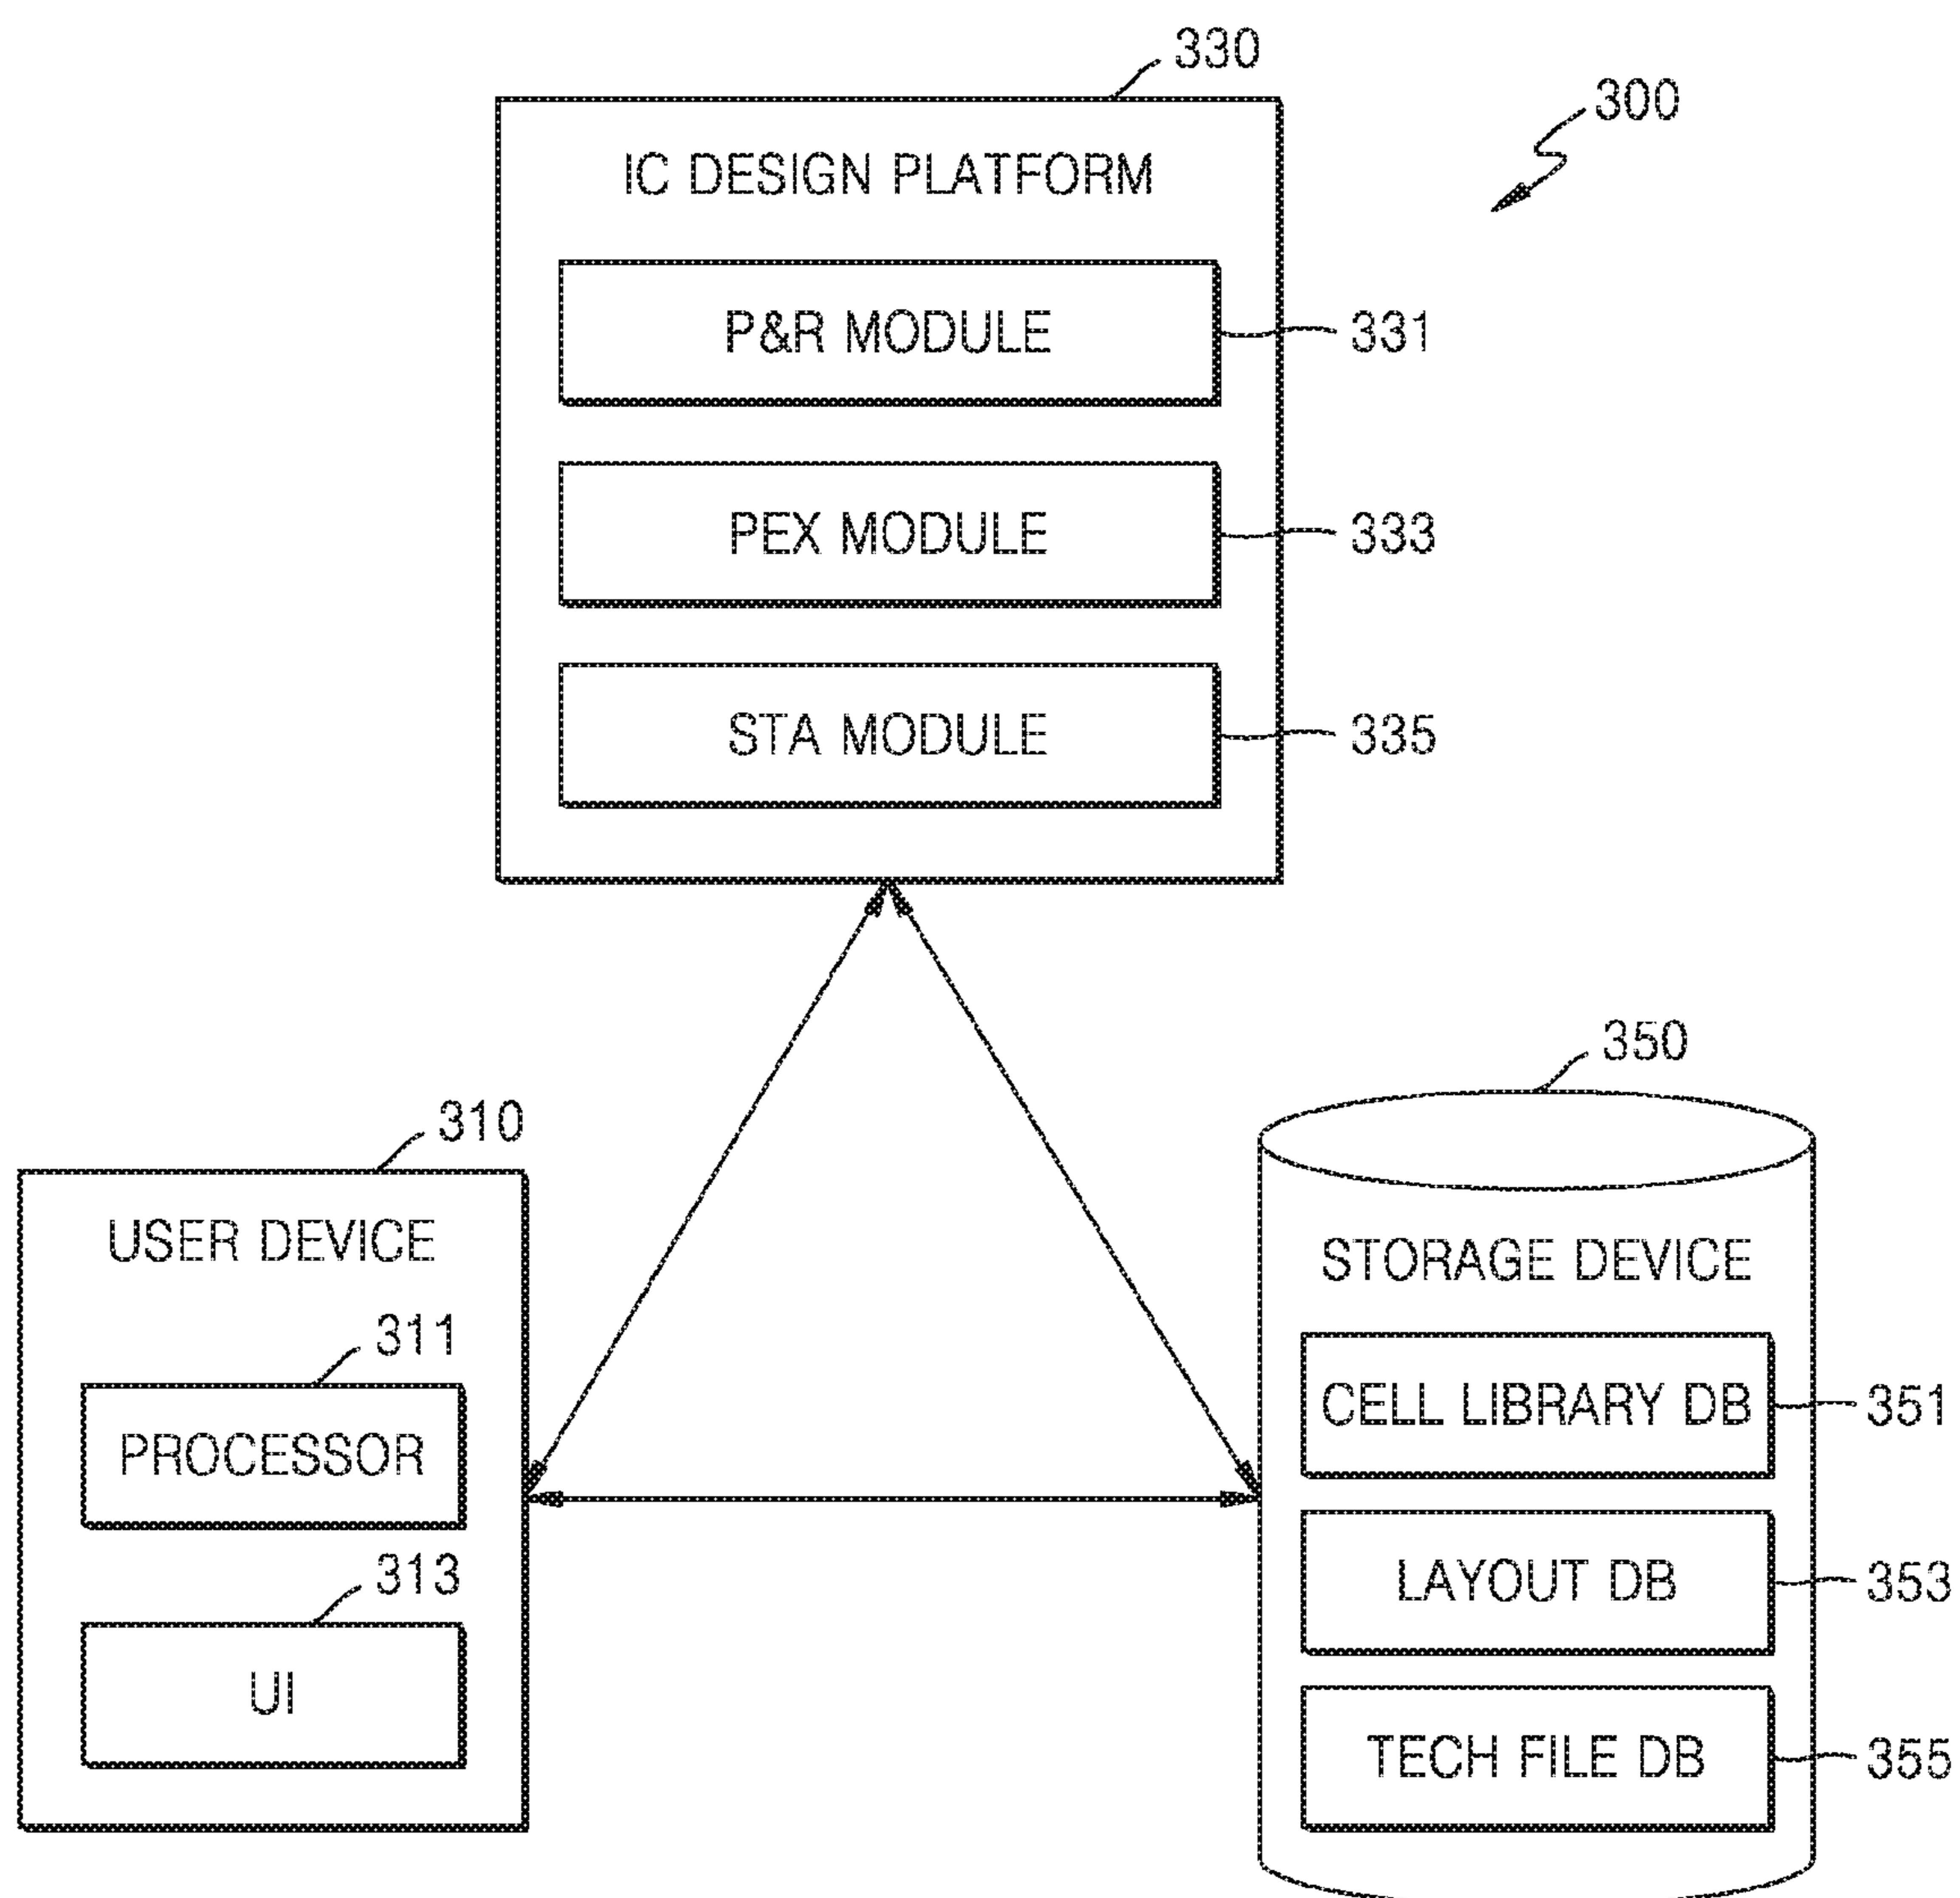 330
300
IC DESIGN PLATFORM
P&R MODULE
331
PEX MODULE
333
STA MODULE
335
350
310
USER DEVICE
STORAGE DEVICE
311
PROCESSOR
CELL LIBRARY DB
351
313
LAYOUT DB
353
UI
TECH FILE DB
355